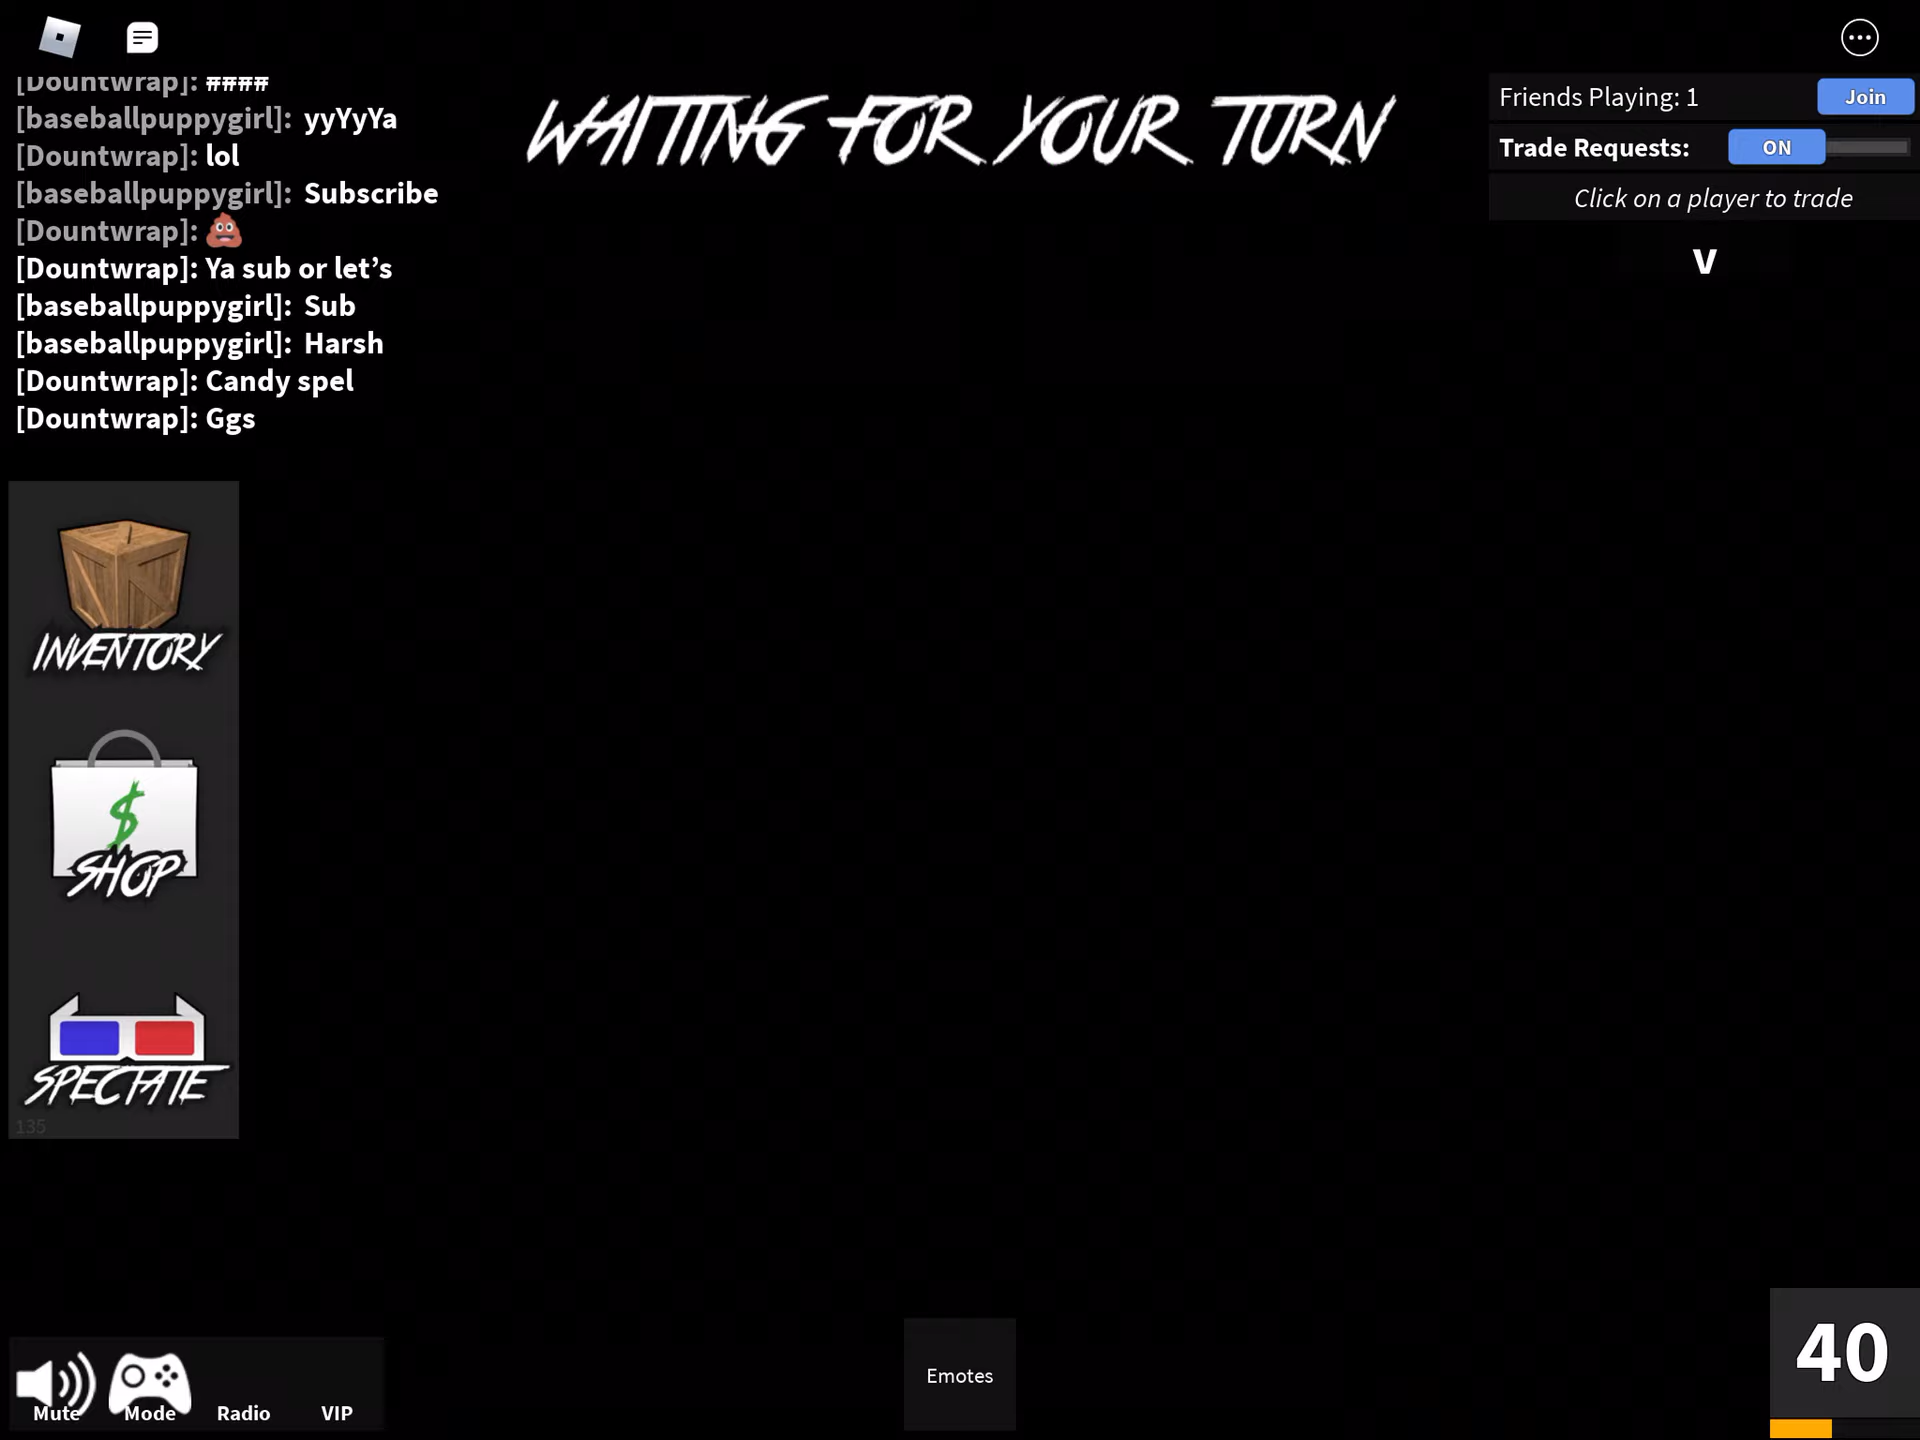 [Dountwrap]: ####
[baseballpuppygirl]: yyYyYa
[Dountwrap]: lol
[baseballpuppygirl]: Subscribe
[Dountwrap]: 💩
[Dountwrap]: Ya sub or let’s
[baseballpuppygirl]: Sub
[baseballpuppygirl]: Harsh
[Dountwrap]: Candy spel
[Dountwrap]: Ggs
WAITING FOR YOUR TURN
Friends Playing: 1 Join
Trade Requests: ON
Click on a player to trade
V
INVENTORY
$
SHOP
SPECTATE
135
Mute Mode Radio VIP
Emotes
40